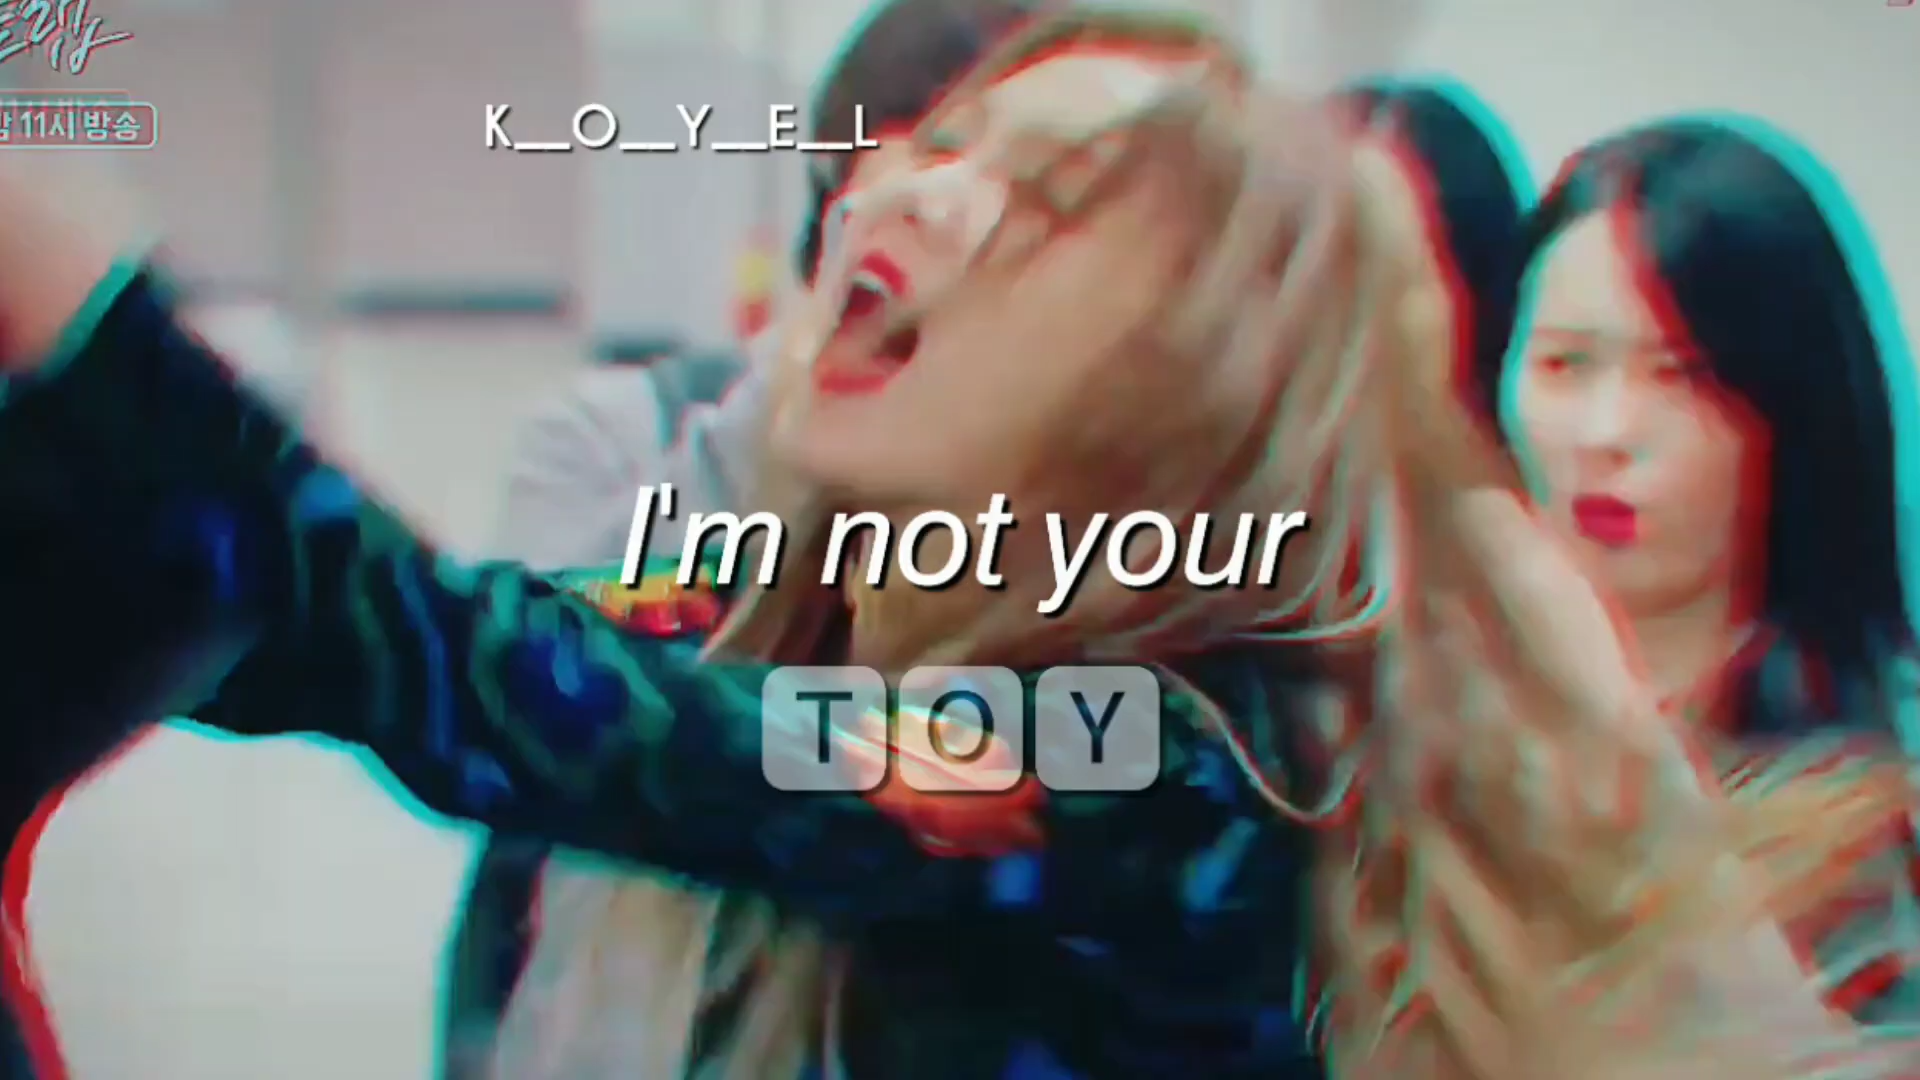 밤 11시 방송
K__O__Y__E__L
I'm not your
TOY